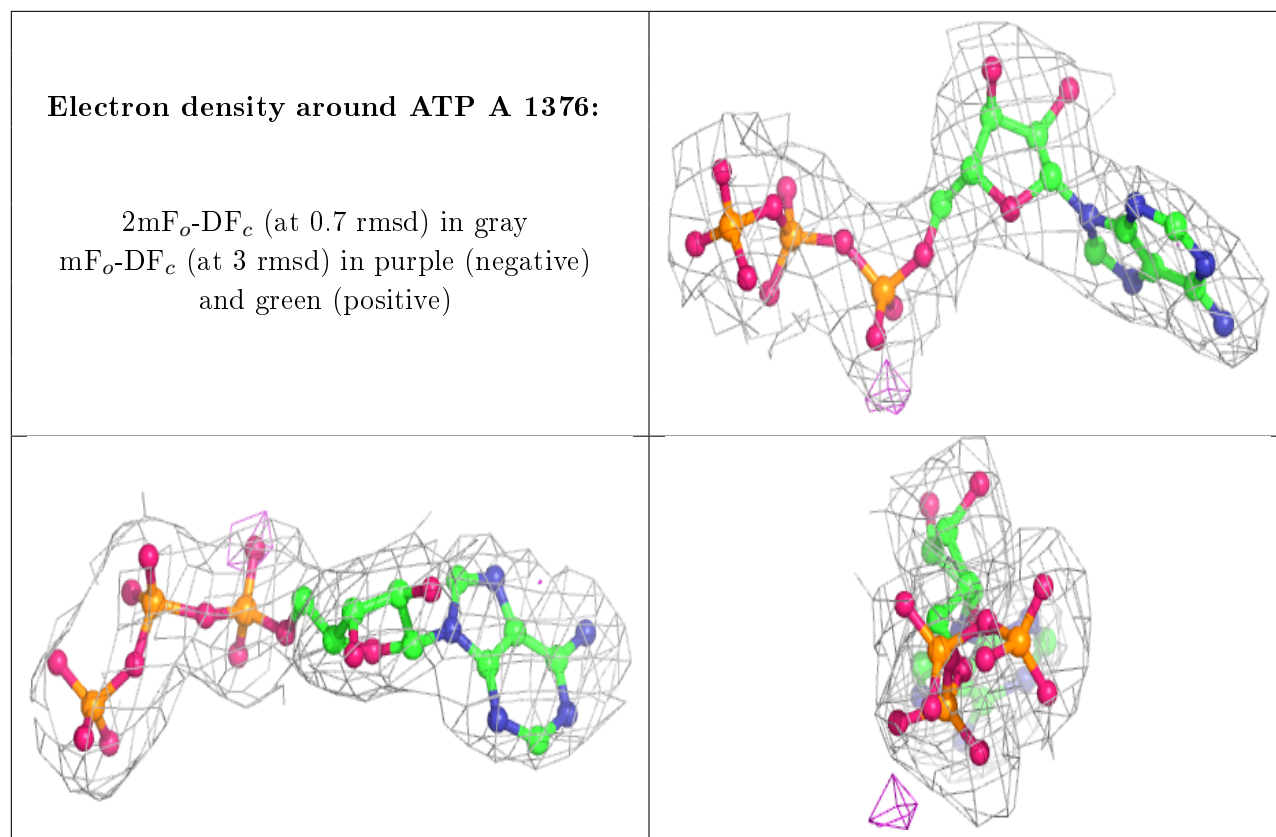 Electron density around ATP A 1376:
2mFo-DFc (at 0.7 rmsd) in gray
mFo-DFc (at 3 rmsd) in purple (negative)
and green (positive)